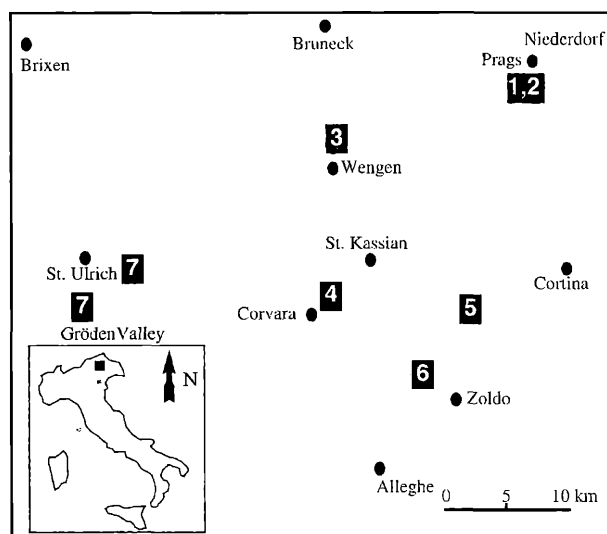 Bruneck
Niederdorf
Brixen
Prags
1,2
3
Wengen
St. Kassian
St. Ulrich
7
Cortina
7
4
5
Corvara
Gröden Valley
6
N
Zoldo
Alleghe
0 5 10 km